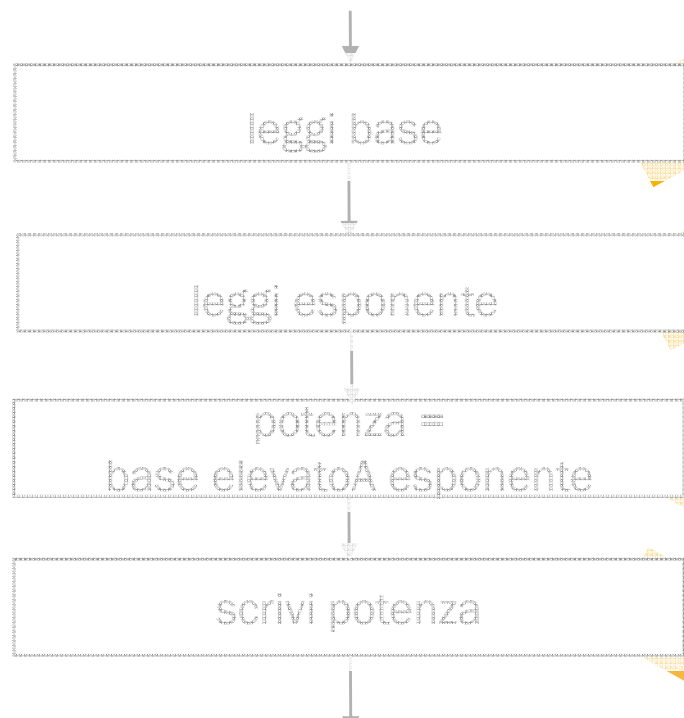 leggi base
leggi esponente
potenza =
base elevatoA esponente
scrivi potenza